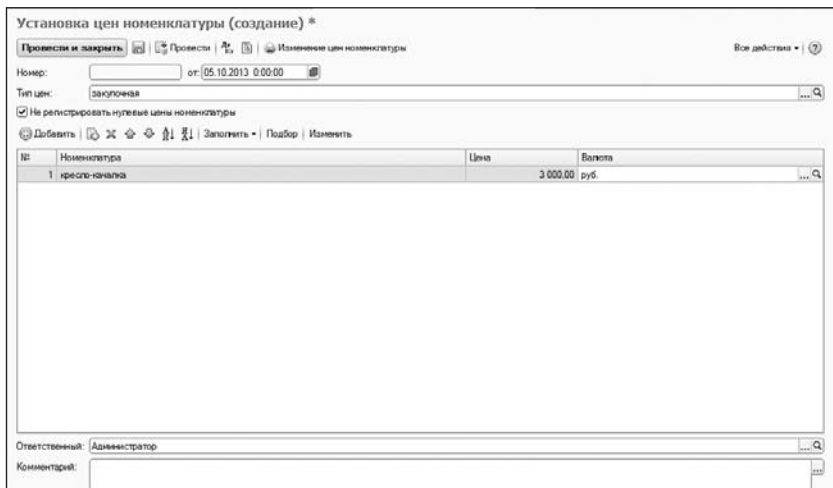 Установка цен номенклатуры (создание) *
Провести и закрыть Провести Изменение цен номенклатуры Все действия
Номер: от: 05.10.2013 0:00:00
Тип цен: закупочная
Не регистрировать нулевые цены номенклатуры
Добавить Заполнить Подбор Изменить
№ Номенклатура Цена Валюта
1 кресло-качалка 3 000,00 руб.
Ответственный: Администратор
Комментарий: